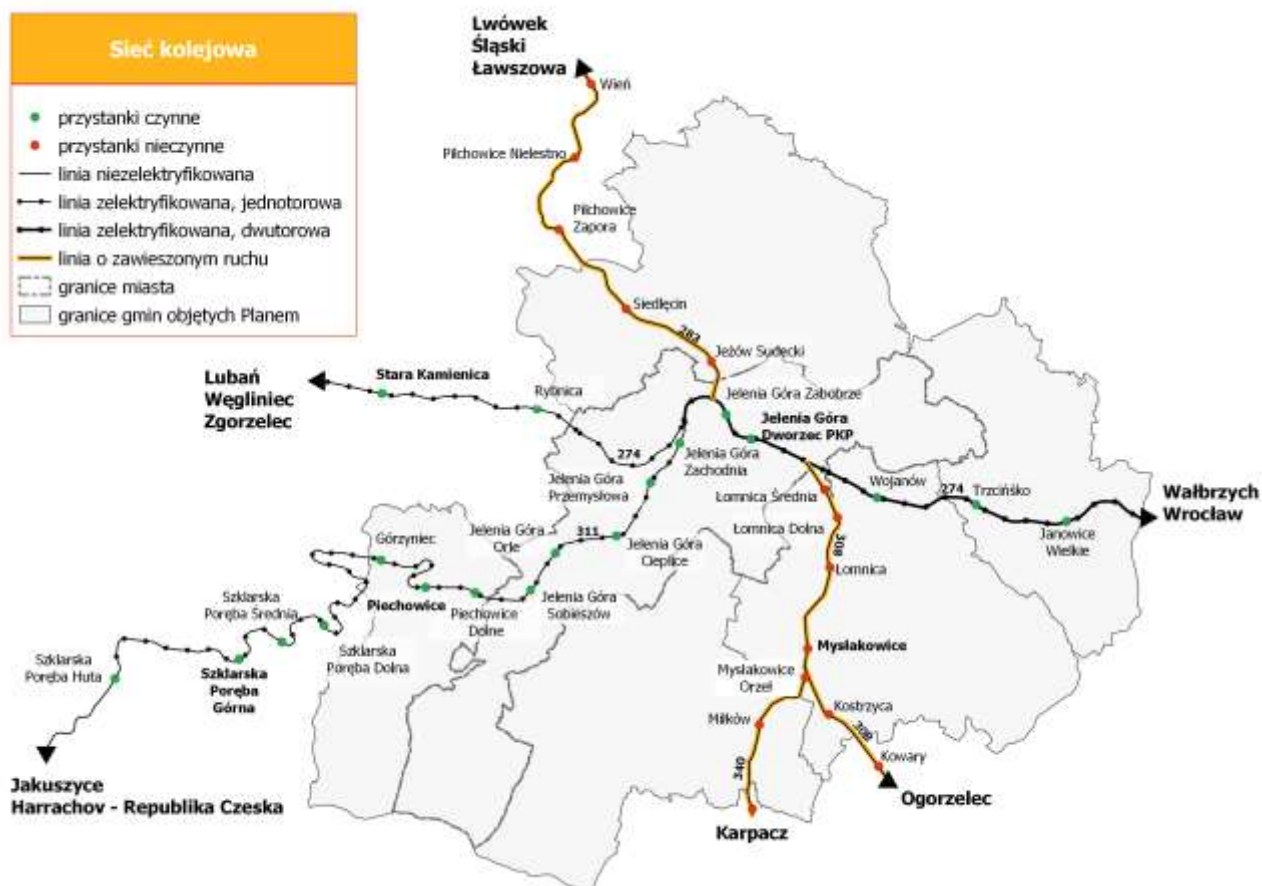 Sieć kolejowa
przystanki czynne
przystanki nieczynne
linia niezelektryfikowana
linia zelektryfikowana, jednotorowa
linia zelektryfikowana, dwutorowa
linia o zawieszonym ruchu
granice miasta
granice gmin objętych Planem
Lwówek
Śląski
Ławszowa
Wleń
Pilchowice Nielestno
Pilchowice
Zapora
Siedlęcin
283
Jeżów Sudecki
Lubań
Węgliniec
Zgorzelec
Stara Kamienica
Rybnica
Jelenia Góra Zabobrze
Jelenia Góra
Dworzec PKP
274
Jelenia Góra
Zachodnia
Jelenia Góra
Przemysłowa
Łomnica Średnia
Wojanów
274
Trzcińsko
Wałbrzych
Wrocław
Janowice
Wielkie
Łomnica Dolna
308
Łomnica
Górzyniec
Jelenia Góra
Orle
311
Jelenia Góra
Cieplice
Piechowice
Piechowice
Dolne
Jelenia Góra
Sobieszów
Szklarska
Poręba Średnia
Szklarska
Poręba Dolna
Szklarska
Poręba Huta
Szklarska
Poręba
Górna
Mysłakowice
Mysłakowice
Orzeł
Miłków
Kostrzyca
308
Kowary
340
Jakuszyce
Harrachov - Republika Czeska
Karpacz
Ogorzelec